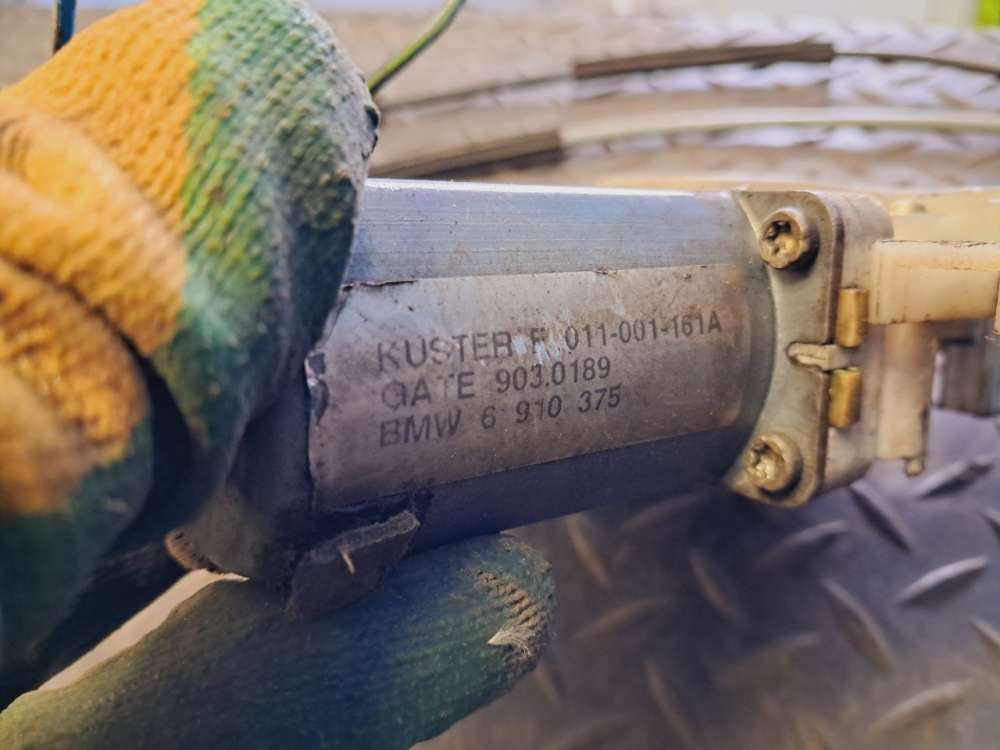 KUSTER F 011-001-161A
GATE 903.0189
BMW 6 910 375